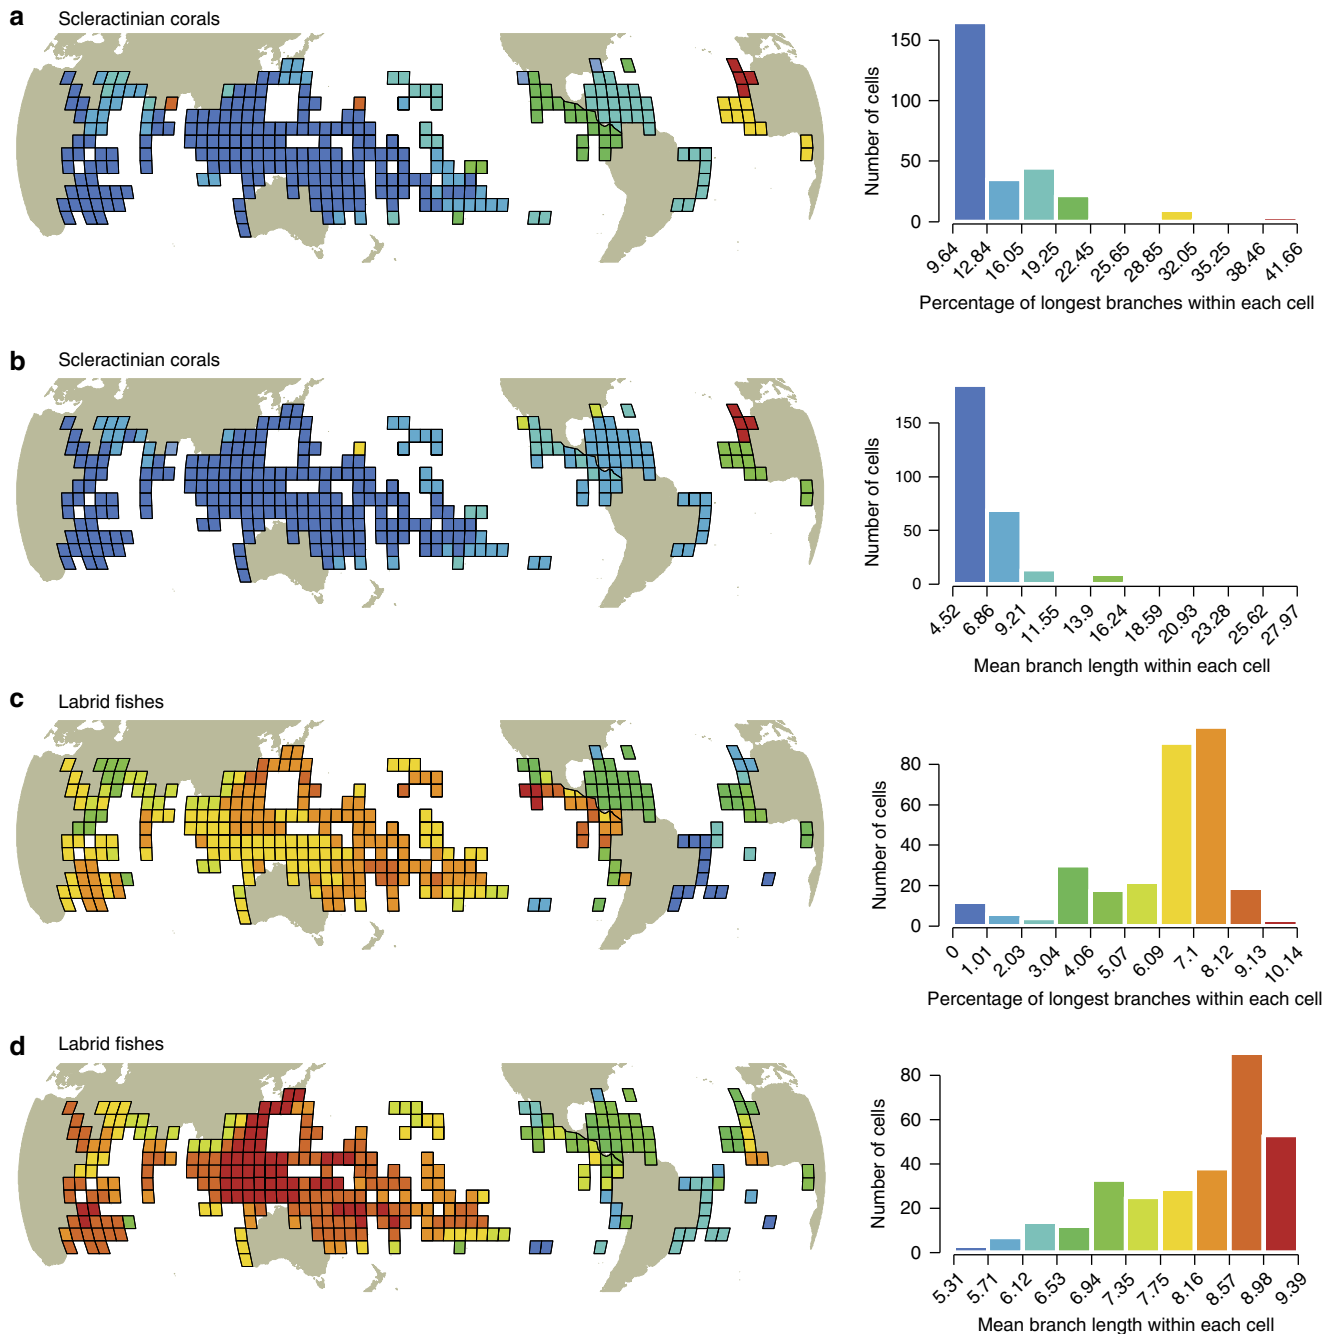 a Scleractinian corals
Number of cells
150
100
50
0
9.64 12.84 16.05 19.25 22.45 25.65 28.85 32.05 35.25 38.46 41.66
Percentage of longest branches within each cell
b Scleractinian corals
Number of cells
150
100
50
0
4.52 6.86 9.21 11.55 13.9 16.24 18.59 20.93 23.28 25.62 27.97
Mean branch length within each cell
c Labrid fishes
Number of cells
80
60
40
20
0
0 1.01 2.03 3.04 4.06 5.07 6.09 7.1 8.12 9.13 10.14
Percentage of longest branches within each cell
d Labrid fishes
Number of cells
80
60
40
20
0
5.31 5.71 6.12 6.53 6.94 7.35 7.75 8.16 8.57 8.98 9.39
Mean branch length within each cell